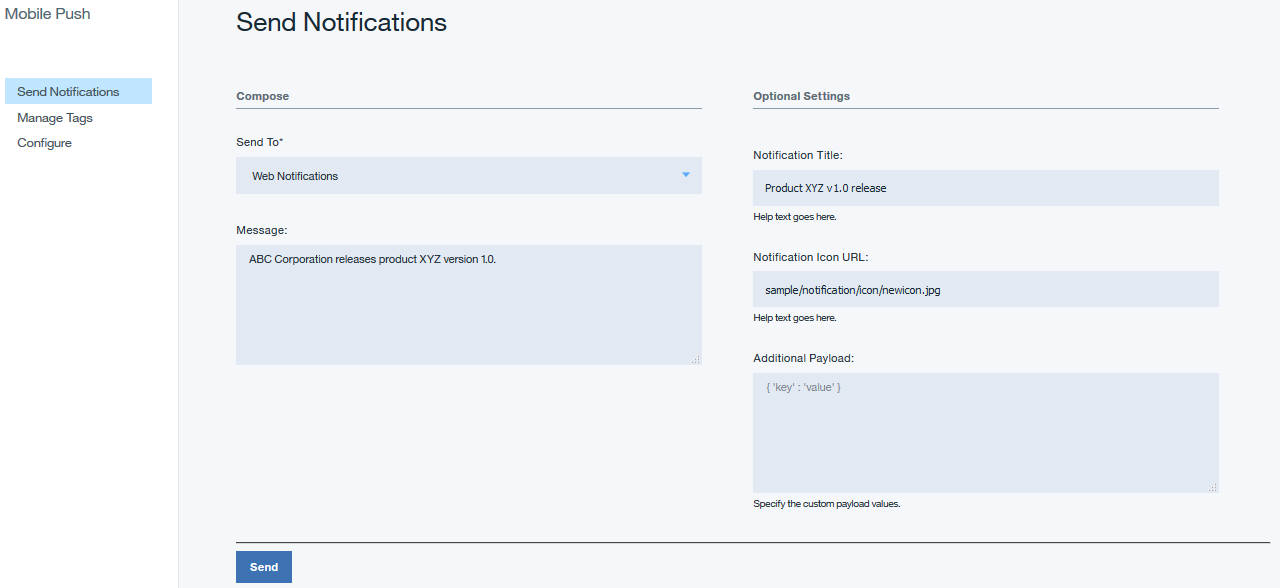 Mobile Push
Send Notifications
Manage Tags
Configure
Send Notifications
Compose
Send To*
Web Notifications
Message:
ABC Corporation releases product XYZ version 1.0.
Optional Settings
Notification Title:
Product XYZ v1.0 release
Help text goes here.
Notification Icon URL:
sample/notification/icon/newicon.jpg
Help text goes here.
Additional Payload:
{ 'key' : 'value' }
Specify the custom payload values.
Send